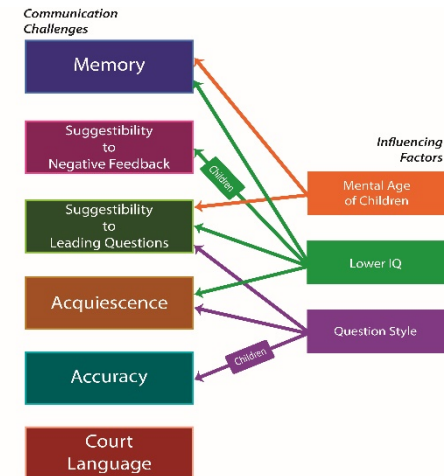 Communication
Challenges
Memory
Suggestibility
to
Negative Feedback
Children
Influencing
Factors
Mental Age
of Children
Suggestibility
to
Leading Questions
Lower IQ
Acquiescence
Question Style
Children
Accuracy
Court
Language